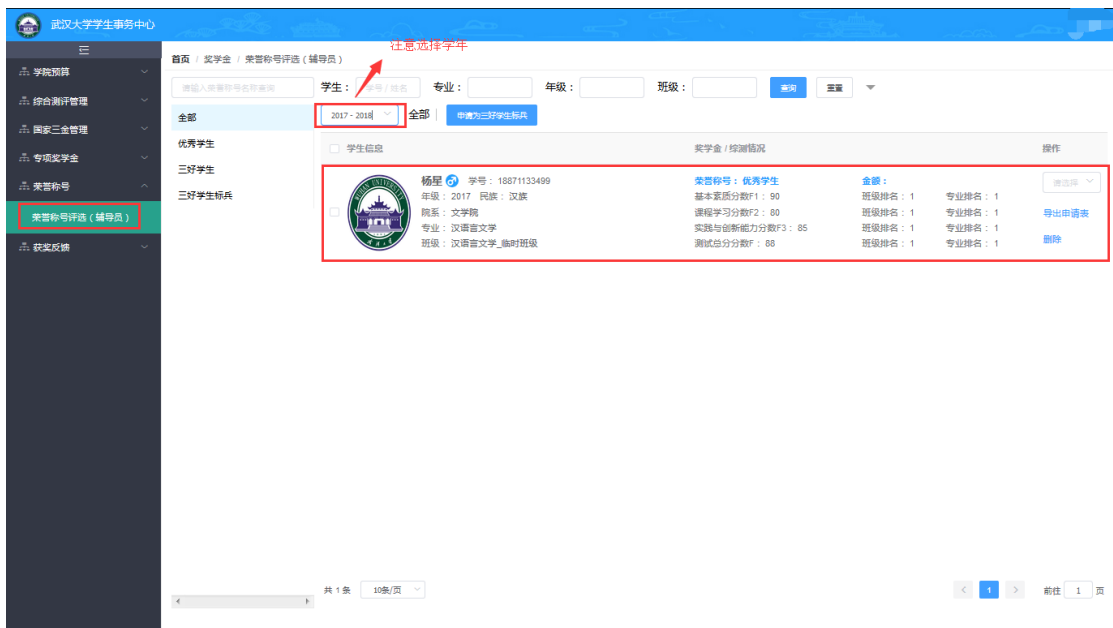 武汉大学学生事务中心
注意选择学年
首页 / 奖学金 / 荣誉称号评选 ( 辅导员 )
学院预算
综合测评管理
国家三金管理
专项奖学金
荣誉称号
荣誉称号评选 ( 辅导员 )
获奖反馈
请输入荣誉称号名称查询 学生： 学号 / 姓名 专业： 年级： 班级： 查询 重置
全部
优秀学生
三好学生
三好学生标兵
2017 - 2018 全部 申请为三好学生标兵
学生信息 奖学金 / 综测情况 操作
杨星 学号： 18871133499 荣誉称号： 优秀学生 金额： 请选择
年级： 2017 民族： 汉族 基本素质分数F1： 90 班级排名： 1 专业排名： 1
院系： 文学院 课程学习分数F2： 80 班级排名： 1 专业排名： 1 导出申请表
专业： 汉语言文学 实践与创新能力分数F3： 85 班级排名： 1 专业排名： 1
班级： 汉语言文学_临时班级 测试总分分数F： 88 班级排名： 1 专业排名： 1 删除
共 1 条 10条/页 1 前往 1 页